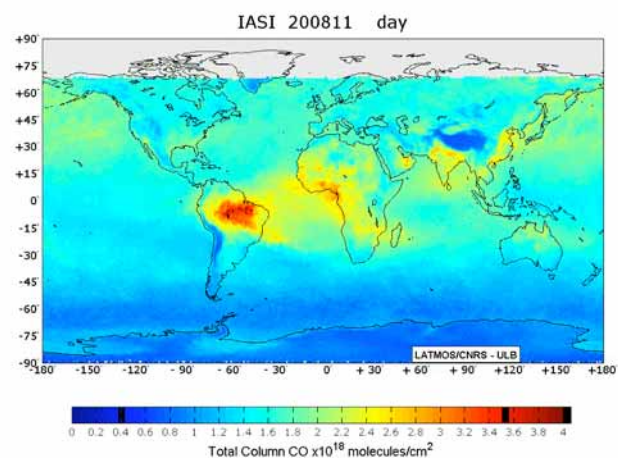 IASI 200811 day
+90°
+75°
+60°
+45°
+30°
+15°
0°
-15°
-30°
-45°
-60°
-75°
-90°
LATMOS/CNRS - ULB
-180 -150 -120 - 90 - 60 - 30 0° + 30 + 60 + 90 +120 +150 +180
0 0.2 0.4 0.6 0.8 1 1.2 1.4 1.6 1.8 2 2.2 2.4 2.6 2.8 3 3.2 3.4 3.6 3.8 4
Total Column CO x10¹⁸ molecules/cm²